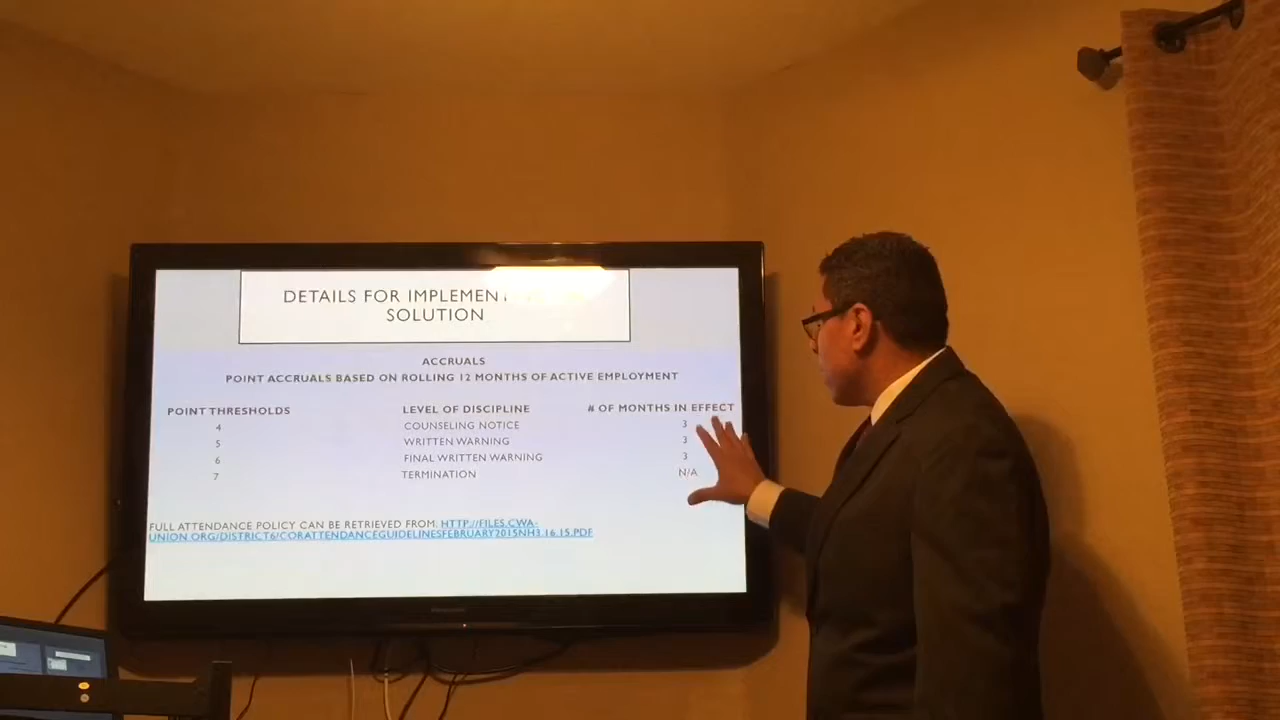 DETAILS FOR IMPLEMENT
SOLUTION
ACCRUALS
POINT ACCRUALS BASED ON ROLLING 12 MONTHS OF ACTIVE EMPLOYMENT
POINT THRESHOLDS LEVEL OF DISCIPLINE # OF MONTHS IN EFFECT
4 COUNSELING NOTICE 3
5 WRITTEN WARNING 3
6 FINAL WRITTEN WARNING 3
7 TERMINATION N/A
FULL ATTENDANCE POLICY CAN BE RETRIEVED FROM. HTTP://FILES.CWA-
UNION.ORG/DISTRICT6/CORATTENDANCEGUIDELINESFEBRUARY2015NH3.16.15.PDF